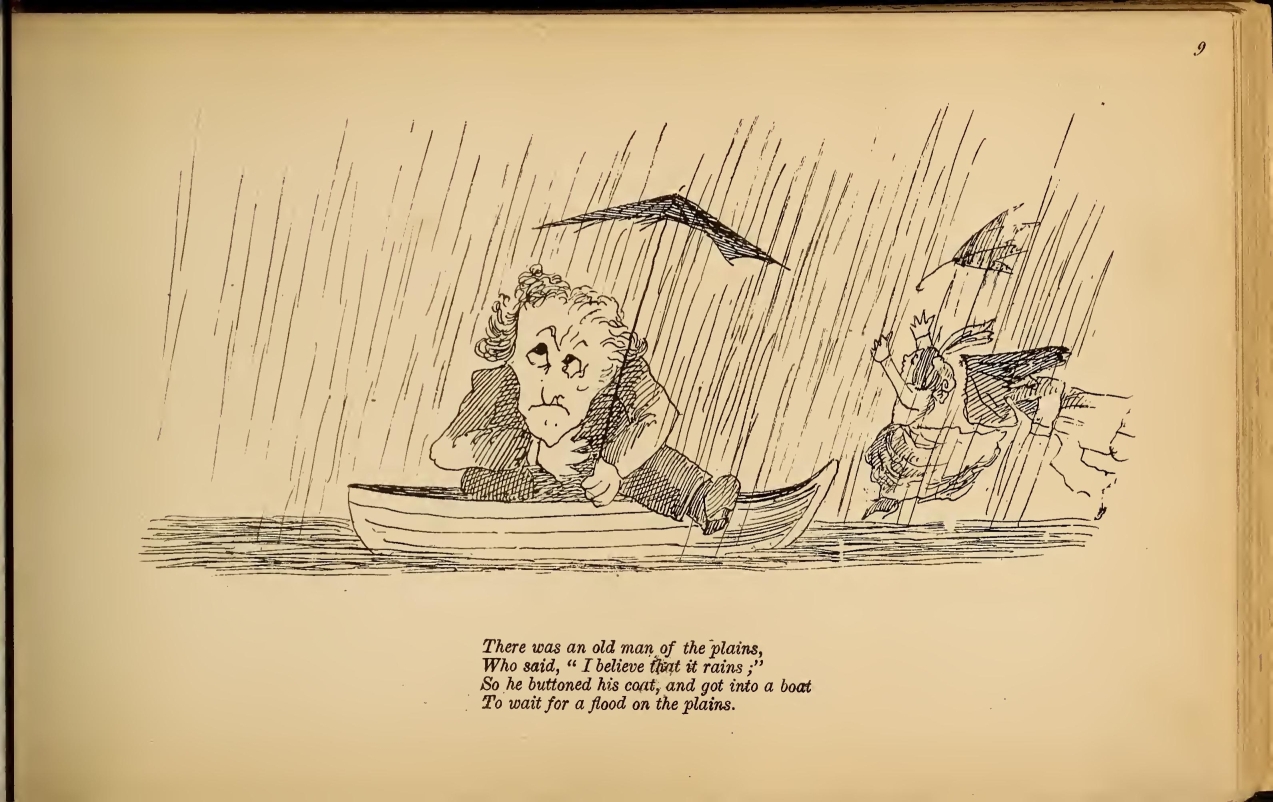 9
There was an old man of the plains,
Who said, “ I believe that it rains ;”
So he buttoned his coat, and got into a boat
To wait for a flood on the plains.